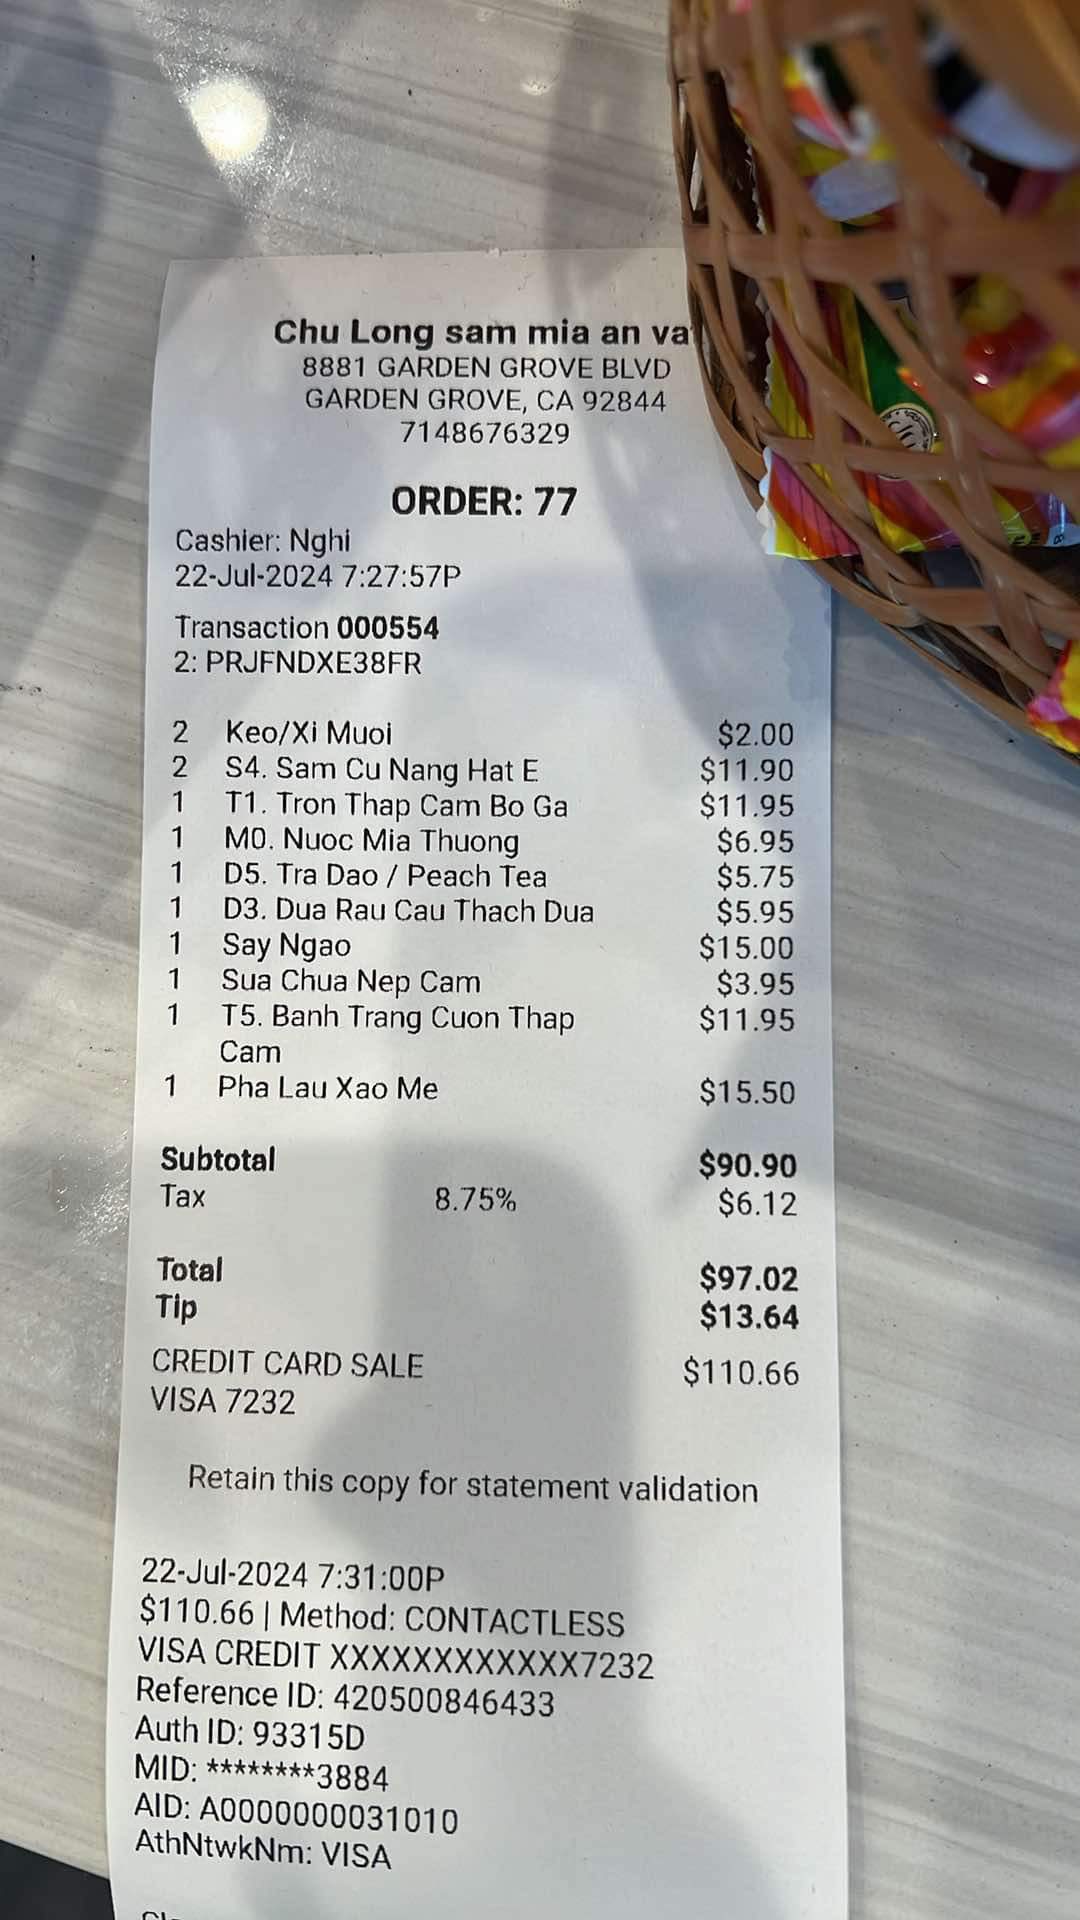 Chu Long sam mia an va
8881 GARDEN GROVE BLVD
GARDEN GROVE, CA 92844
7148676329
ORDER: 77
Cashier: Nghi
22-Jul-2024 7:27:57P
Transaction 000554
2: PRJFNDXE38FR
2 Keo/Xi Muoi $2.00
2 S4. Sam Cu Nang Hat E $11.90
1 T1. Tron Thap Cam Bo Ga $11.95
1 M0. Nuoc Mia Thuong $6.95
1 D5. Tra Dao / Peach Tea $5.75
1 D3. Dua Rau Cau Thach Dua $5.95
1 Say Ngao $15.00
1 Sua Chua Nep Cam $3.95
1 T5. Banh Trang Cuon Thap $11.95
Cam
1 Pha Lau Xao Me $15.50
Subtotal $90.90
Tax 8.75% $6.12
Total $97.02
Tip $13.64
CREDIT CARD SALE $110.66
VISA 7232
Retain this copy for statement validation
22-Jul-2024 7:31:00P
$110.66 | Method: CONTACTLESS
VISA CREDIT XXXXXXXXXXXX7232
Reference ID: 420500846433
Auth ID: 93315D
MID: ********3884
AID: A0000000031010
AthNtwkNm: VISA